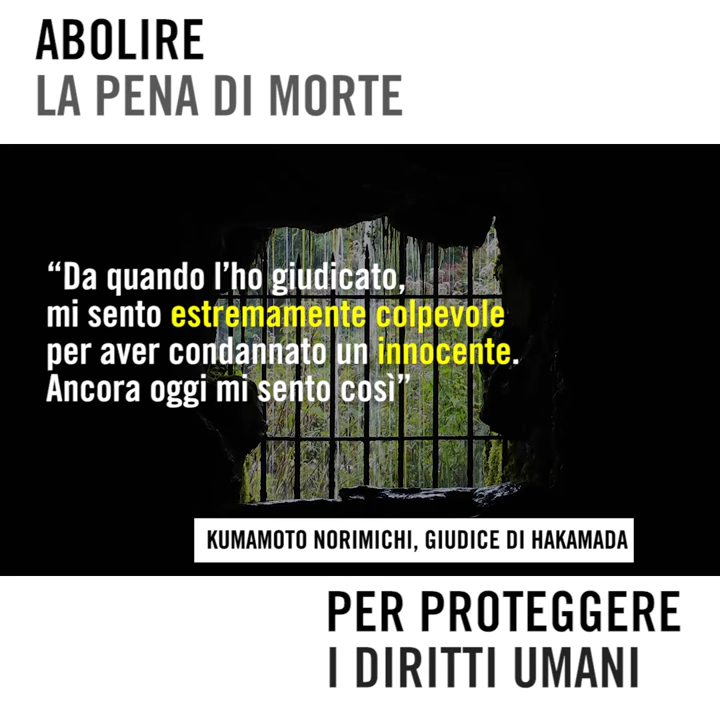 ABOLIRE
LA PENA DI MORTE
“Da quando l’ho giudicato,
mi sento estremamente colpevole
per aver condannato un innocente.
Ancora oggi mi sento così”
KUMAMOTO NORIMICHI, GIUDICE DI HAKAMADA
PER PROTEGGERE
I DIRITTI UMANI